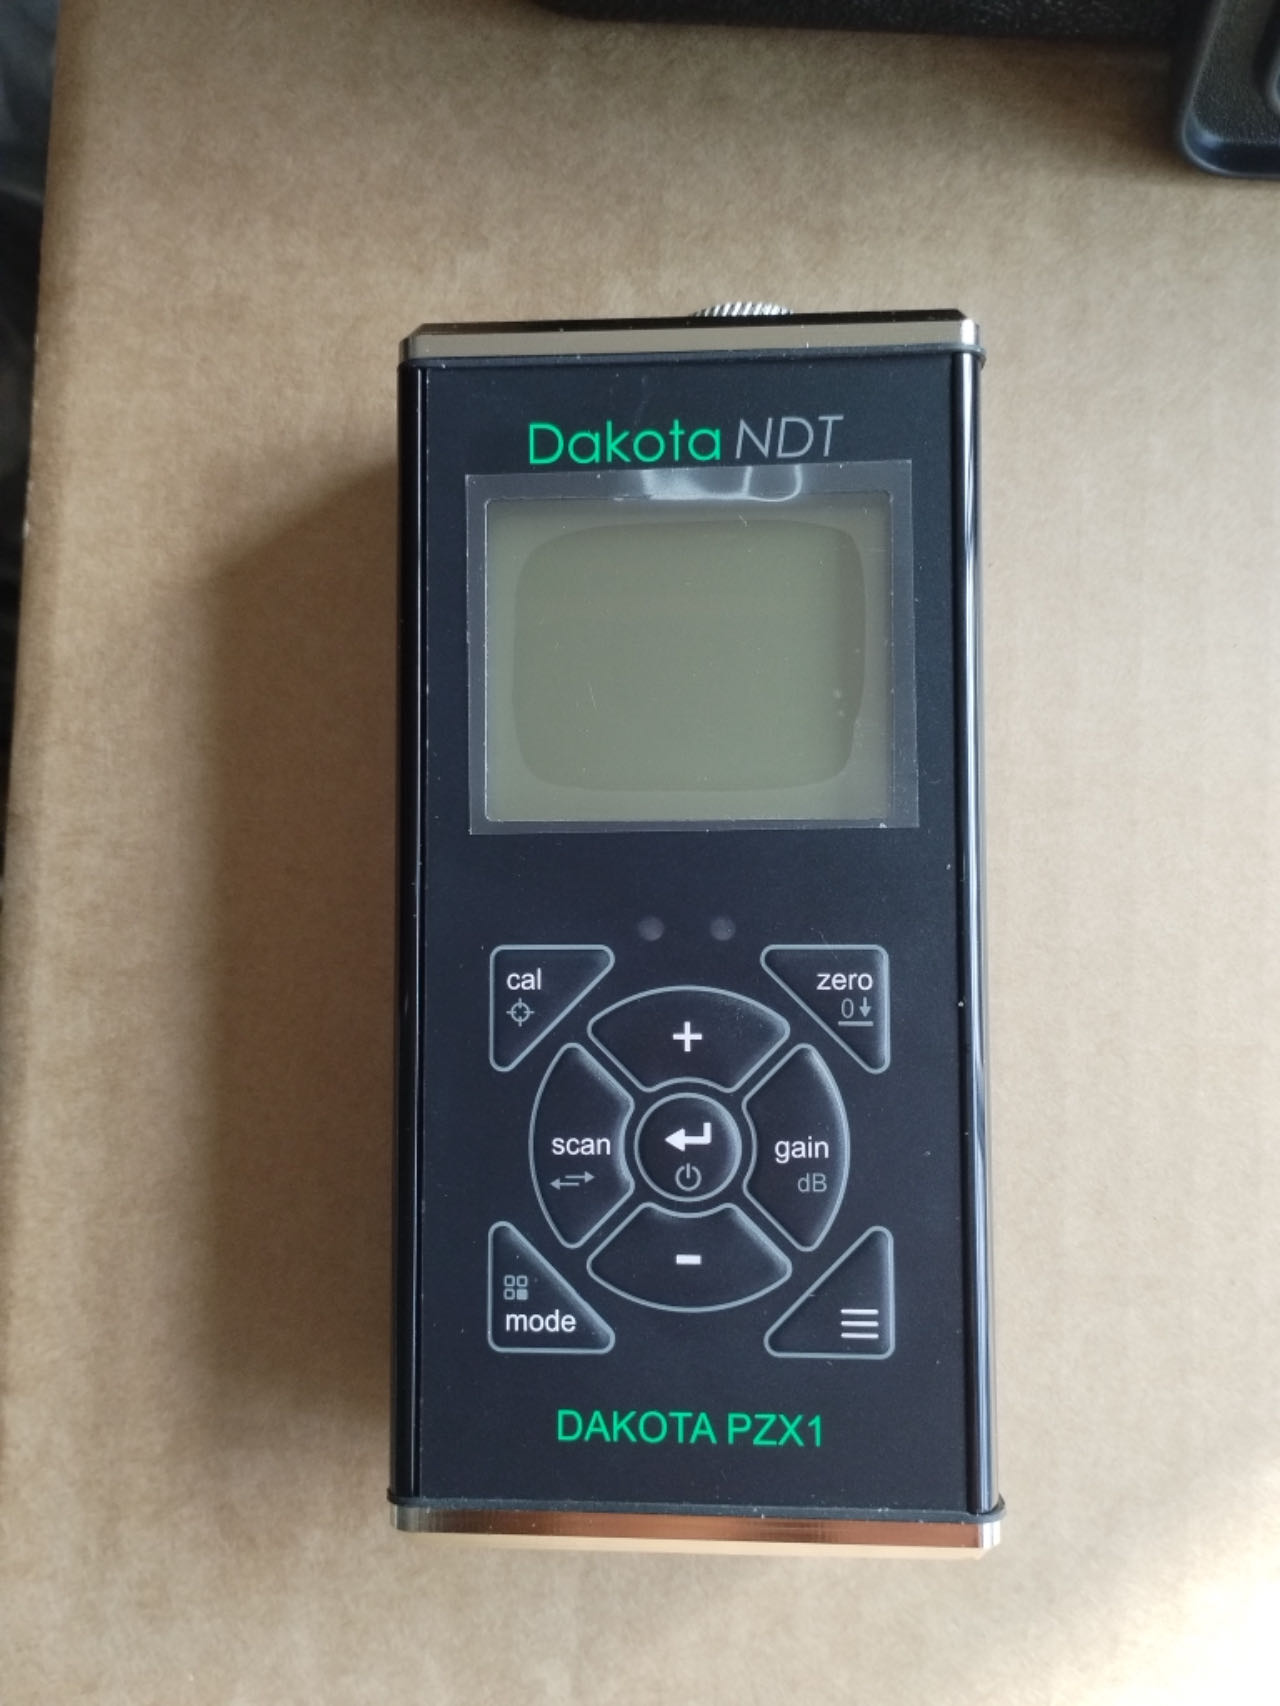 Dakota NDT
cal
zero
0
+
scan
gain
dB
-
mode
DAKOTA PZX1